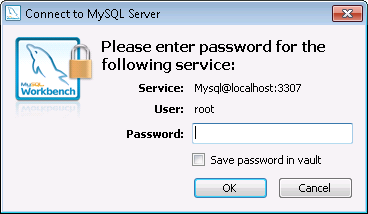 Connect to MySQL Server
Please enter password for the
following service:
Service: Mysql@localhost:3307
User: root
Password:
Save password in vault
OK Cancel
MySQL
Workbench